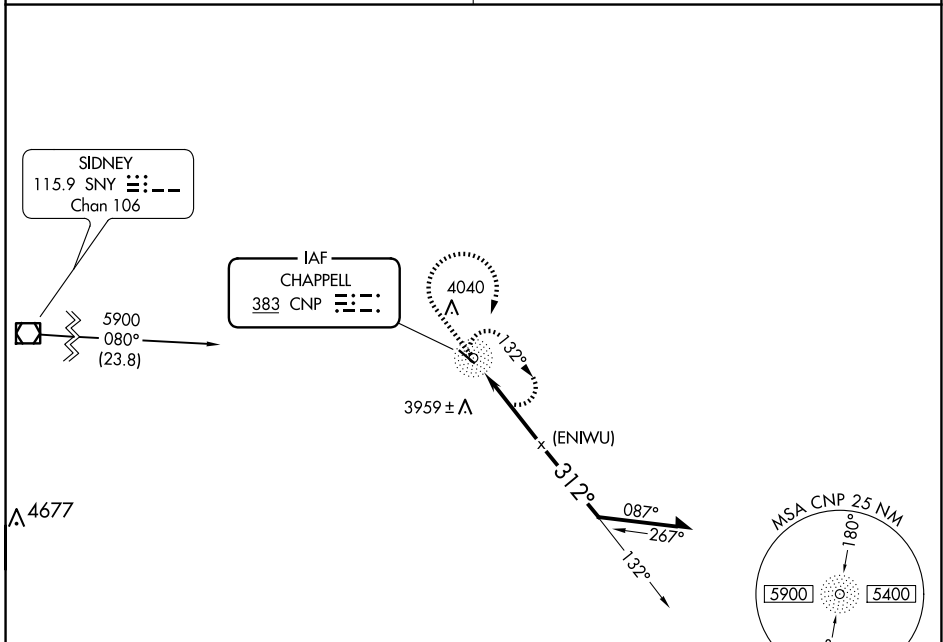 SIDNEY
115.9 SNY
Chan 106
IAF
CHAPPELL
383 CNP
4040
5900
080°
(23.8)
132°
3959 ±
(ENIWU)
312°
4677
087°
267°
132°
MSA CNP 25 NM
180°
5900
5400